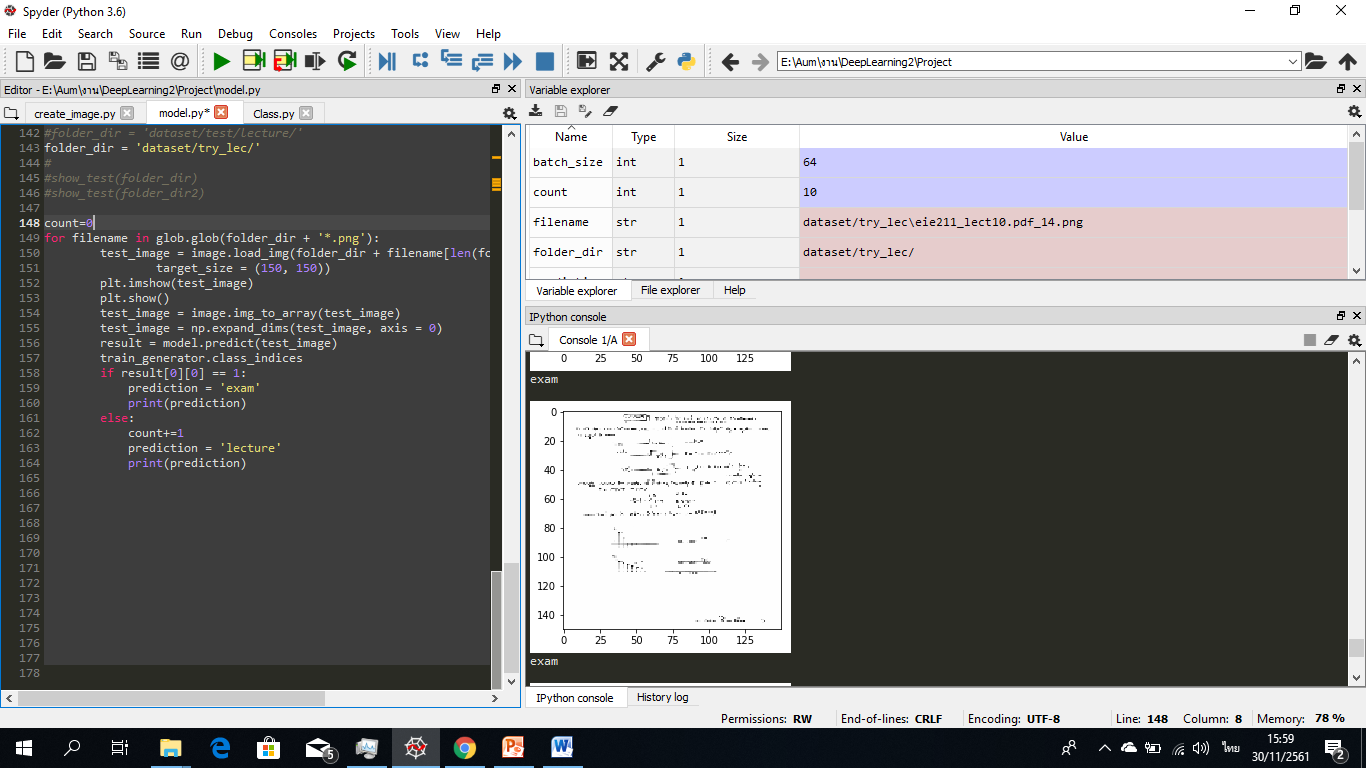 Spyder (Python 3.6)
File Edit Search Source Run Debug Consoles Projects Tools View Help
E:\Aum\งาน\DeepLearning2\Project
Editor - E:\Aum\งาน\DeepLearning2\Project\model.py
create_image.py model.py* Class.py
142 #folder_dir = 'dataset/test/lecture/'
143 folder_dir = 'dataset/try_lec/'
144 #
145 #show_test(folder_dir)
146 #show_test(folder_dir2)
147
148 count=0
149 for filename in glob.glob(folder_dir + '*.png'):
150 test_image = image.load_img(folder_dir + filename[len(fo
151 target_size = (150, 150))
152 plt.imshow(test_image)
153 plt.show()
154 test_image = image.img_to_array(test_image)
155 test_image = np.expand_dims(test_image, axis = 0)
156 result = model.predict(test_image)
157 train_generator.class_indices
158 if result[0][0] == 1:
159 prediction = 'exam'
160 print(prediction)
161 else:
162 count+=1
163 prediction = 'lecture'
164 print(prediction)
165
166
167
168
169
170
171
172
173
174
175
176
177
178
Variable explorer
Name Type Size Value
batch_size int 1 64
count int 1 10
filename str 1 dataset/try_lec\eie211_lect10.pdf_14.png
folder_dir str 1 dataset/try_lec/
Variable explorer File explorer Help
IPython console
Console 1/A
0 25 50 75 100 125
exam
0
20
40
60
80
100
120
140
0 25 50 75 100 125
exam
IPython console History log
Permissions: RW End-of-lines: CRLF Encoding: UTF-8 Line: 148 Column: 8 Memory: 78 %
5
ไทย
15:59
30/11/2561
2